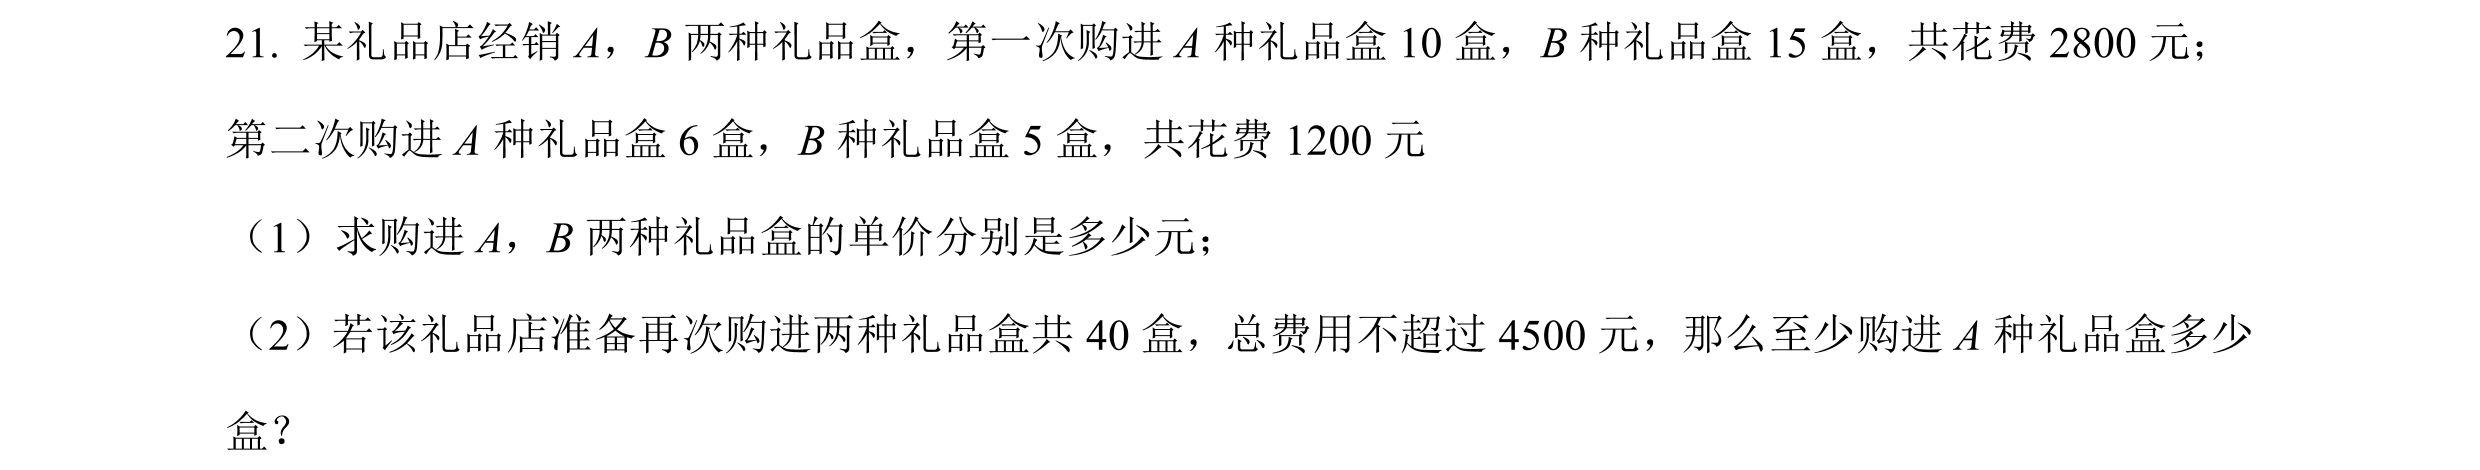 21. 某礼品店经销 A，B 两种礼品盒，第一次购进 A 种礼品盒 10 盒，B 种礼品盒 15 盒，共花费 2800 元；
第二次购进 A 种礼品盒 6 盒，B 种礼品盒 5 盒，共花费 1200 元
（1）求购进 A，B 两种礼品盒的单价分别是多少元；
（2）若该礼品店准备再次购进两种礼品盒共 40 盒，总费用不超过 4500 元，那么至少购进 A 种礼品盒多少
盒？